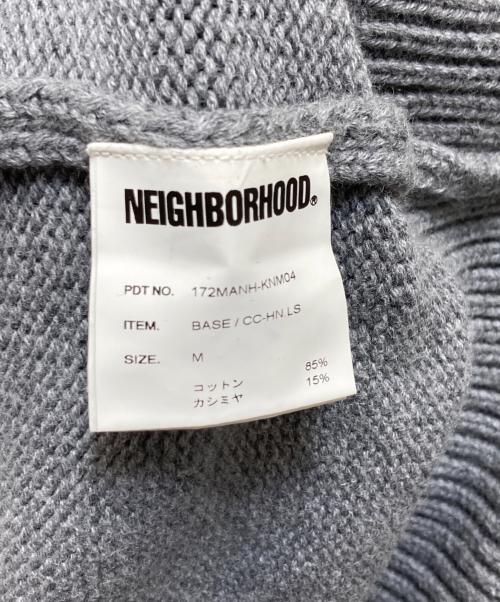 NEIGHBORHOOD®
PDT NO. 172MANH-KNM04
ITEM. BASE / CC-HN.LS
SIZE. M
コットン 85%
カシミヤ 15%